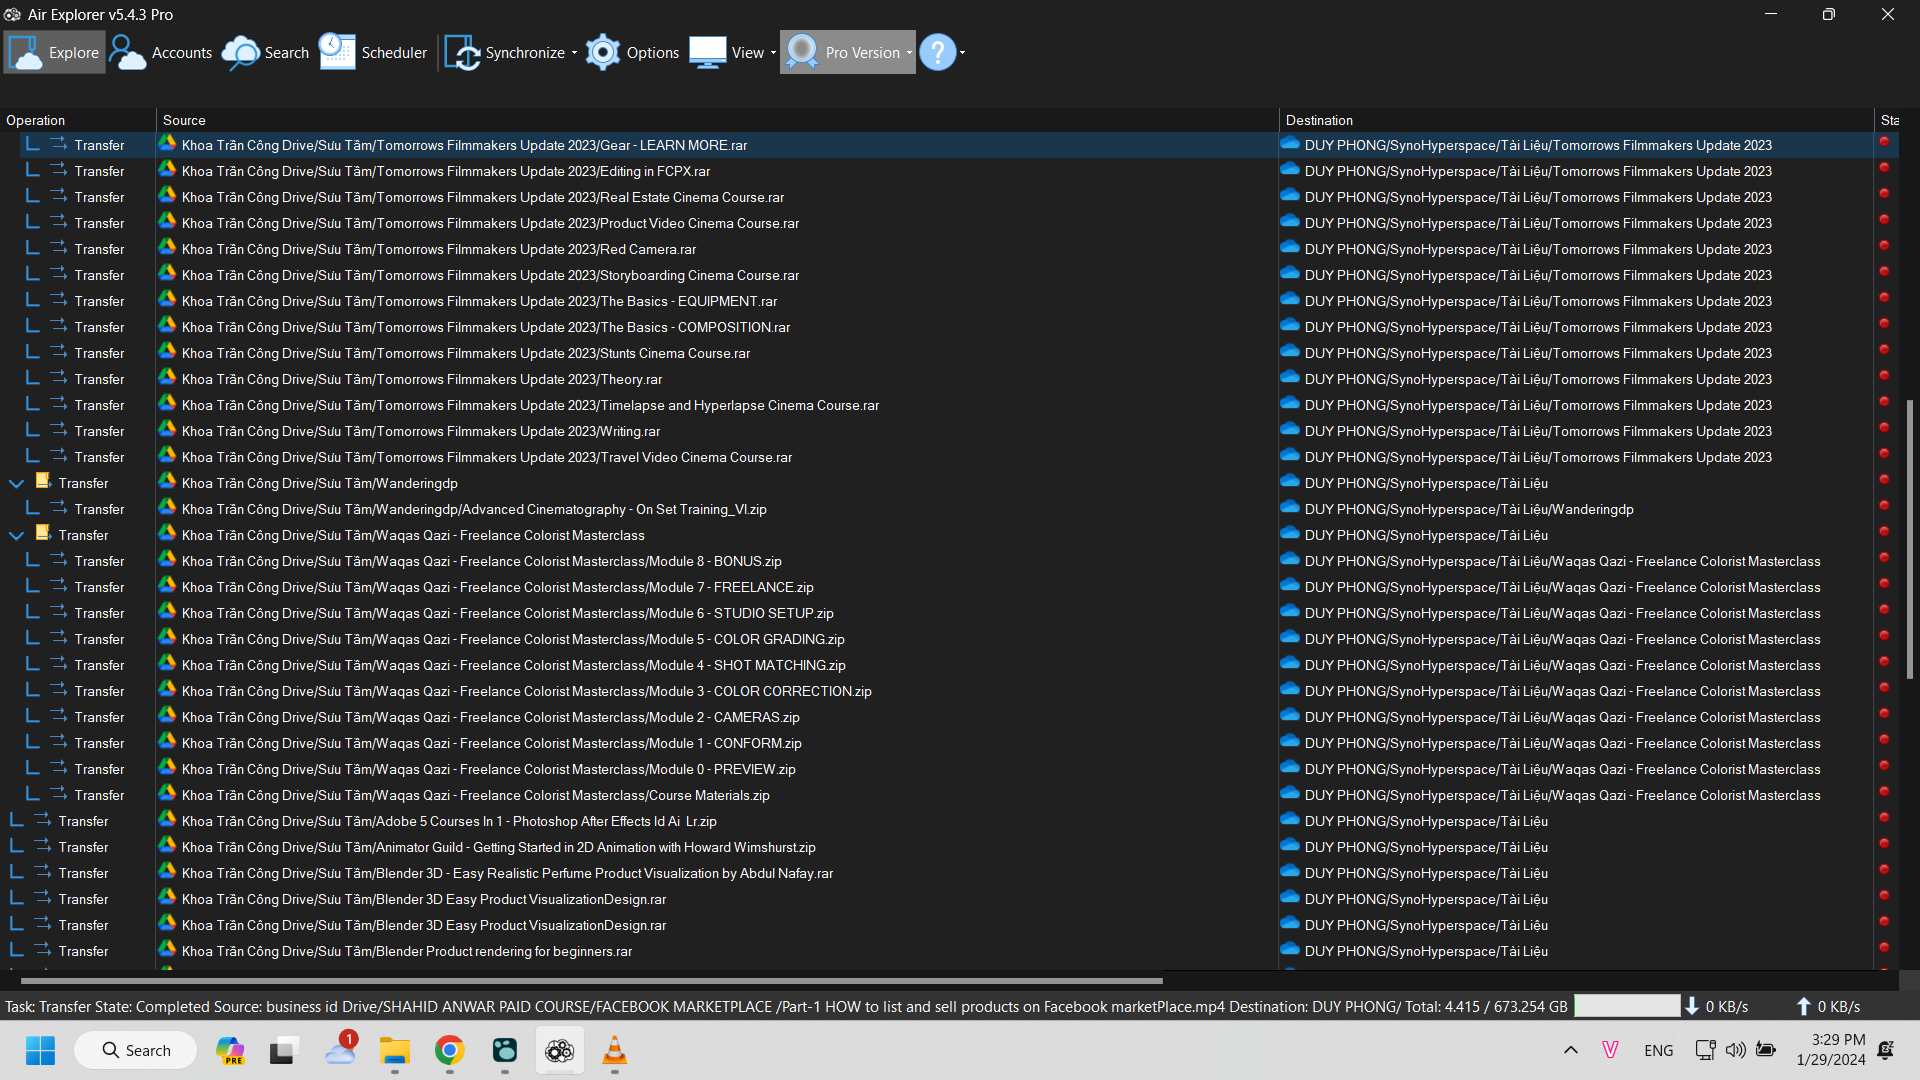 Air Explorer v5.4.3 Pro
Explore Accounts Search Scheduler Synchronize Options View Pro Version ?
Operation Source Destination Sta
Transfer Khoa Trần Công Drive/Sưu Tầm/Tomorrows Filmmakers Update 2023/Gear - LEARN MORE.rar DUY PHONG/SynoHyperspace/Tài Liệu/Tomorrows Filmmakers Update 2023
Transfer Khoa Trần Công Drive/Sưu Tầm/Tomorrows Filmmakers Update 2023/Editing in FCPX.rar DUY PHONG/SynoHyperspace/Tài Liệu/Tomorrows Filmmakers Update 2023
Transfer Khoa Trần Công Drive/Sưu Tầm/Tomorrows Filmmakers Update 2023/Real Estate Cinema Course.rar DUY PHONG/SynoHyperspace/Tài Liệu/Tomorrows Filmmakers Update 2023
Transfer Khoa Trần Công Drive/Sưu Tầm/Tomorrows Filmmakers Update 2023/Product Video Cinema Course.rar DUY PHONG/SynoHyperspace/Tài Liệu/Tomorrows Filmmakers Update 2023
Transfer Khoa Trần Công Drive/Sưu Tầm/Tomorrows Filmmakers Update 2023/Red Camera.rar DUY PHONG/SynoHyperspace/Tài Liệu/Tomorrows Filmmakers Update 2023
Transfer Khoa Trần Công Drive/Sưu Tầm/Tomorrows Filmmakers Update 2023/Storyboarding Cinema Course.rar DUY PHONG/SynoHyperspace/Tài Liệu/Tomorrows Filmmakers Update 2023
Transfer Khoa Trần Công Drive/Sưu Tầm/Tomorrows Filmmakers Update 2023/The Basics - EQUIPMENT.rar DUY PHONG/SynoHyperspace/Tài Liệu/Tomorrows Filmmakers Update 2023
Transfer Khoa Trần Công Drive/Sưu Tầm/Tomorrows Filmmakers Update 2023/The Basics - COMPOSITION.rar DUY PHONG/SynoHyperspace/Tài Liệu/Tomorrows Filmmakers Update 2023
Transfer Khoa Trần Công Drive/Sưu Tầm/Tomorrows Filmmakers Update 2023/Stunts Cinema Course.rar DUY PHONG/SynoHyperspace/Tài Liệu/Tomorrows Filmmakers Update 2023
Transfer Khoa Trần Công Drive/Sưu Tầm/Tomorrows Filmmakers Update 2023/Theory.rar DUY PHONG/SynoHyperspace/Tài Liệu/Tomorrows Filmmakers Update 2023
Transfer Khoa Trần Công Drive/Sưu Tầm/Tomorrows Filmmakers Update 2023/Timelapse and Hyperlapse Cinema Course.rar DUY PHONG/SynoHyperspace/Tài Liệu/Tomorrows Filmmakers Update 2023
Transfer Khoa Trần Công Drive/Sưu Tầm/Tomorrows Filmmakers Update 2023/Writing.rar DUY PHONG/SynoHyperspace/Tài Liệu/Tomorrows Filmmakers Update 2023
Transfer Khoa Trần Công Drive/Sưu Tầm/Tomorrows Filmmakers Update 2023/Travel Video Cinema Course.rar DUY PHONG/SynoHyperspace/Tài Liệu/Tomorrows Filmmakers Update 2023
Transfer Khoa Trần Công Drive/Sưu Tầm/Wanderingdp DUY PHONG/SynoHyperspace/Tài Liệu
Transfer Khoa Trần Công Drive/Sưu Tầm/Wanderingdp/Advanced Cinematography - On Set Training_VI.zip DUY PHONG/SynoHyperspace/Tài Liệu/Wanderingdp
Transfer Khoa Trần Công Drive/Sưu Tầm/Waqas Qazi - Freelance Colorist Masterclass DUY PHONG/SynoHyperspace/Tài Liệu
Transfer Khoa Trần Công Drive/Sưu Tầm/Waqas Qazi - Freelance Colorist Masterclass/Module 8 - BONUS.zip DUY PHONG/SynoHyperspace/Tài Liệu/Waqas Qazi - Freelance Colorist Masterclass
Transfer Khoa Trần Công Drive/Sưu Tầm/Waqas Qazi - Freelance Colorist Masterclass/Module 7 - FREELANCE.zip DUY PHONG/SynoHyperspace/Tài Liệu/Waqas Qazi - Freelance Colorist Masterclass
Transfer Khoa Trần Công Drive/Sưu Tầm/Waqas Qazi - Freelance Colorist Masterclass/Module 6 - STUDIO SETUP.zip DUY PHONG/SynoHyperspace/Tài Liệu/Waqas Qazi - Freelance Colorist Masterclass
Transfer Khoa Trần Công Drive/Sưu Tầm/Waqas Qazi - Freelance Colorist Masterclass/Module 5 - COLOR GRADING.zip DUY PHONG/SynoHyperspace/Tài Liệu/Waqas Qazi - Freelance Colorist Masterclass
Transfer Khoa Trần Công Drive/Sưu Tầm/Waqas Qazi - Freelance Colorist Masterclass/Module 4 - SHOT MATCHING.zip DUY PHONG/SynoHyperspace/Tài Liệu/Waqas Qazi - Freelance Colorist Masterclass
Transfer Khoa Trần Công Drive/Sưu Tầm/Waqas Qazi - Freelance Colorist Masterclass/Module 3 - COLOR CORRECTION.zip DUY PHONG/SynoHyperspace/Tài Liệu/Waqas Qazi - Freelance Colorist Masterclass
Transfer Khoa Trần Công Drive/Sưu Tầm/Waqas Qazi - Freelance Colorist Masterclass/Module 2 - CAMERAS.zip DUY PHONG/SynoHyperspace/Tài Liệu/Waqas Qazi - Freelance Colorist Masterclass
Transfer Khoa Trần Công Drive/Sưu Tầm/Waqas Qazi - Freelance Colorist Masterclass/Module 1 - CONFORM.zip DUY PHONG/SynoHyperspace/Tài Liệu/Waqas Qazi - Freelance Colorist Masterclass
Transfer Khoa Trần Công Drive/Sưu Tầm/Waqas Qazi - Freelance Colorist Masterclass/Module 0 - PREVIEW.zip DUY PHONG/SynoHyperspace/Tài Liệu/Waqas Qazi - Freelance Colorist Masterclass
Transfer Khoa Trần Công Drive/Sưu Tầm/Waqas Qazi - Freelance Colorist Masterclass/Course Materials.zip DUY PHONG/SynoHyperspace/Tài Liệu/Waqas Qazi - Freelance Colorist Masterclass
Transfer Khoa Trần Công Drive/Sưu Tầm/Adobe 5 Courses In 1 - Photoshop After Effects Id Ai Lr.zip DUY PHONG/SynoHyperspace/Tài Liệu
Transfer Khoa Trần Công Drive/Sưu Tầm/Animator Guild - Getting Started in 2D Animation with Howard Wimshurst.zip DUY PHONG/SynoHyperspace/Tài Liệu
Transfer Khoa Trần Công Drive/Sưu Tầm/Blender 3D - Easy Realistic Perfume Product Visualization by Abdul Nafay.rar DUY PHONG/SynoHyperspace/Tài Liệu
Transfer Khoa Trần Công Drive/Sưu Tầm/Blender 3D Easy Product VisualizationDesign.rar DUY PHONG/SynoHyperspace/Tài Liệu
Transfer Khoa Trần Công Drive/Sưu Tầm/Blender 3D Easy Product VisualizationDesign.rar DUY PHONG/SynoHyperspace/Tài Liệu
Transfer Khoa Trần Công Drive/Sưu Tầm/Blender Product rendering for beginners.rar DUY PHONG/SynoHyperspace/Tài Liệu
Task: Transfer State: Completed Source: business id Drive/SHAHID ANWAR PAID COURSE/FACEBOOK MARKETPLACE /Part-1 HOW to list and sell products on Facebook marketPlace.mp4 Destination: DUY PHONG/ Total: 4.415 / 673.254 GB 0 KB/s 0 KB/s
Search PRE 1 V ENG 3:29 PM
1/29/2024